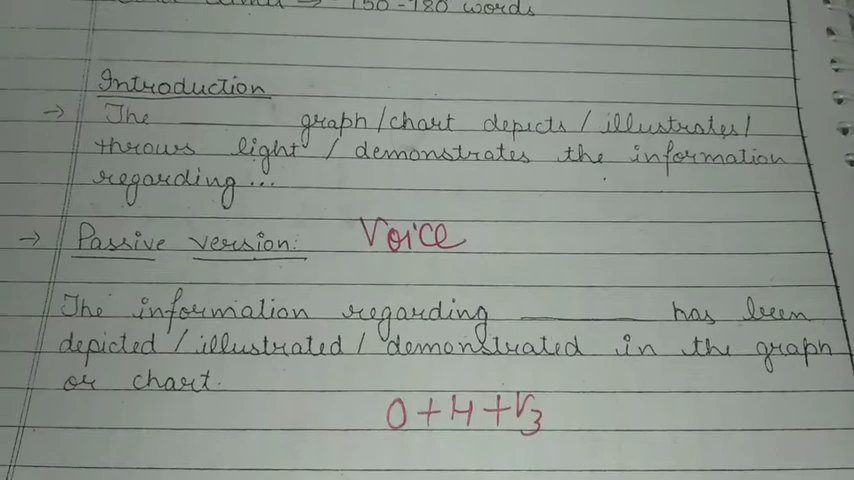 → 150-180 words
Introduction
→ The ______ graph/chart depicts / illustrates/
throws light / demonstrates the information
regarding...
→ Passive version: Voice
The information regarding ______ has been
depicted / illustrated / demonstrated in the graph
or chart.
O+H+V3